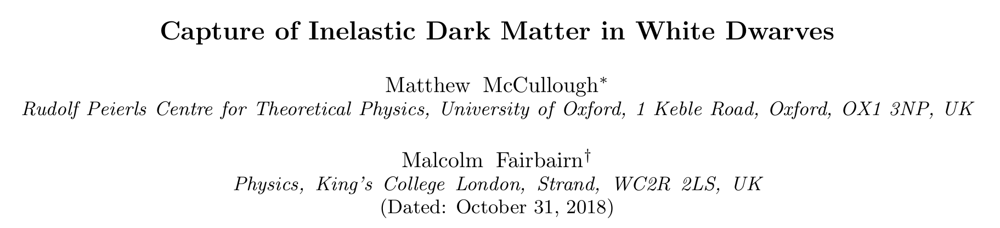 Capture of Inelastic Dark Matter in White Dwarves
Matthew McCullough*
Rudolf Peierls Centre for Theoretical Physics, University of Oxford, 1 Keble Road, Oxford, OX1 3NP, UK
Malcolm Fairbairn†
Physics, King's College London, Strand, WC2R 2LS, UK
(Dated: October 31, 2018)